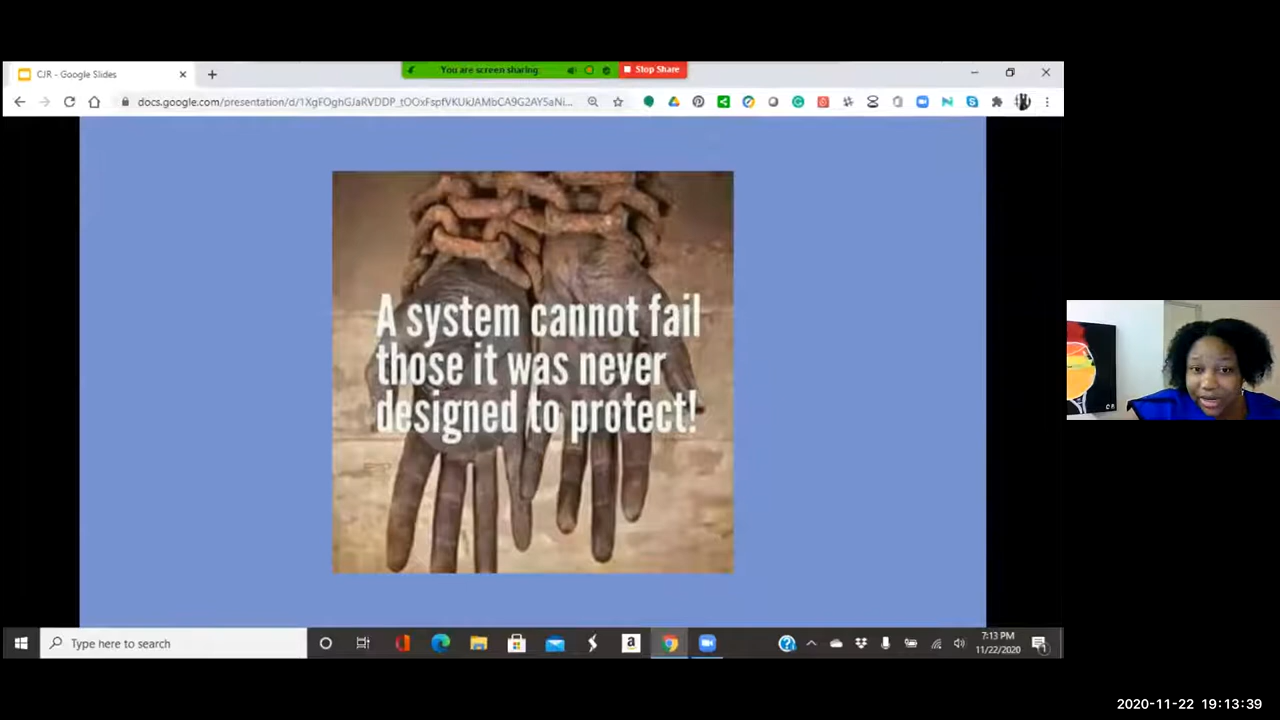 CJR - Google Slides
You are screen sharing
Stop Share
A system cannot fail
those it was never
designed to protect!
Type here to search
7:13 PM
11/22/2020
2020-11-22 19:13:39